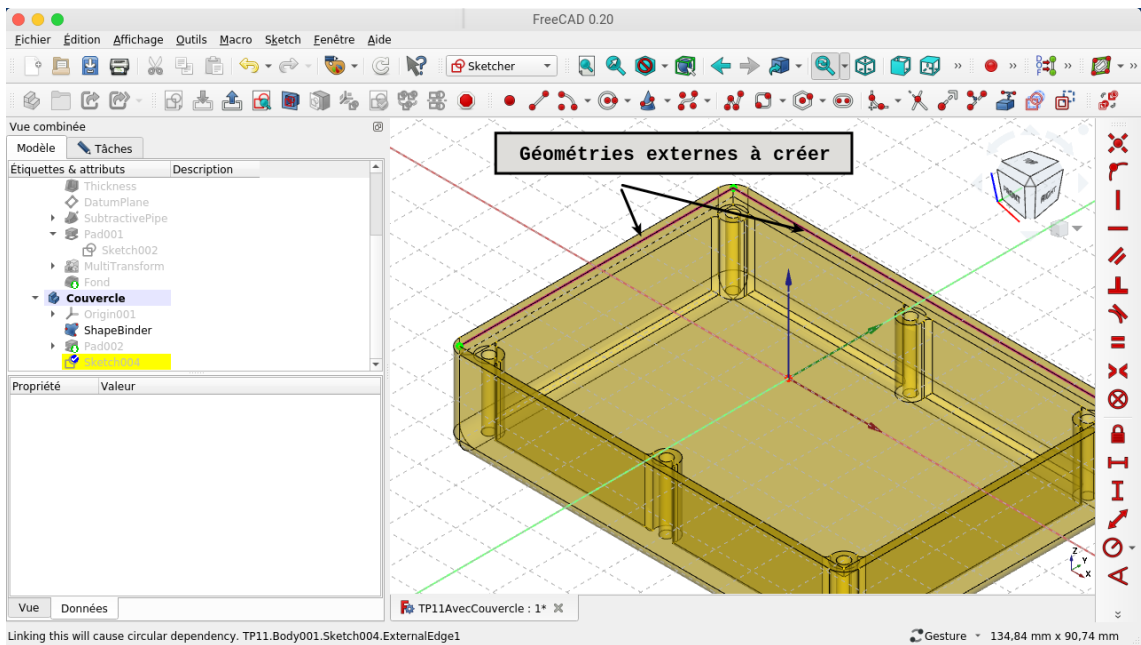 FreeCAD 0.20
Fichier Édition Affichage Outils Macro Sketch Fenêtre Aide
Sketcher
Vue combinée
Modèle Tâches
Étiquettes & attributs Description
Thickness
DatumPlane
SubtractivePipe
Pad001
Sketch002
MultiTransform
Fond
Couvercle
Origin001
ShapeBinder
Pad002
Sketch004
Propriété Valeur
Géométries externes à créer
TOP
FRONT
RIGHT
Z
Y
X
Vue Données
TP11AvecCouvercle : 1*
Linking this will cause circular dependency. TP11.Body001.Sketch004.ExternalEdge1
Gesture 134,84 mm x 90,74 mm